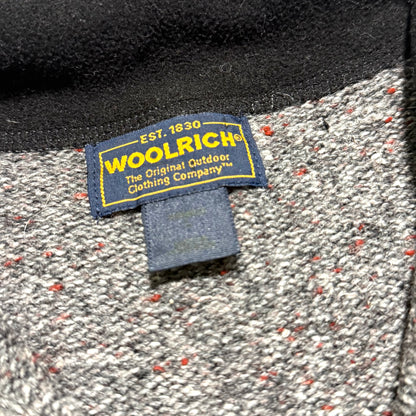 EST. 1830
WOOLRICH®
The Original Outdoor
Clothing Company™